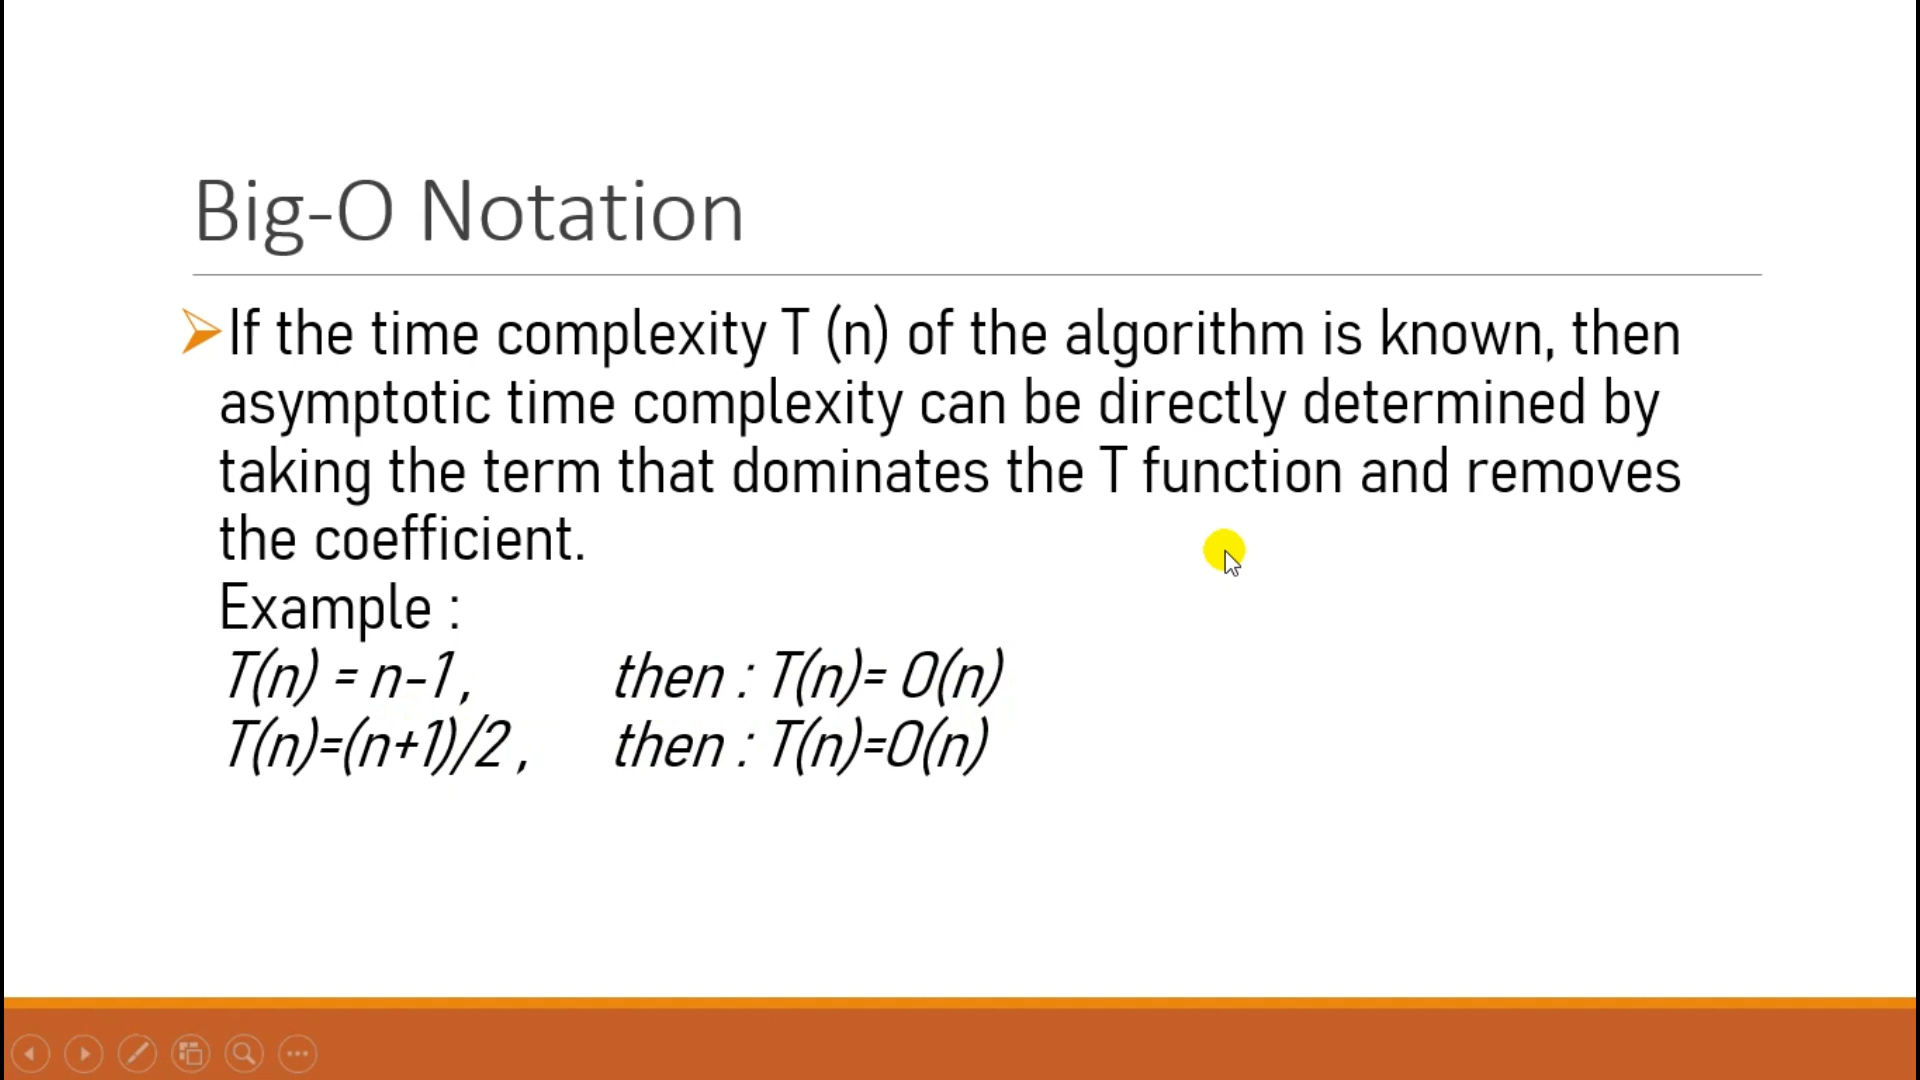 Big-O Notation
If the time complexity T (n) of the algorithm is known, then
asymptotic time complexity can be directly determined by
taking the term that dominates the T function and removes
the coefficient.
Example :
T(n) = n-1 , then : T(n)= O(n)
T(n)=(n+1)/2 , then : T(n)=O(n)